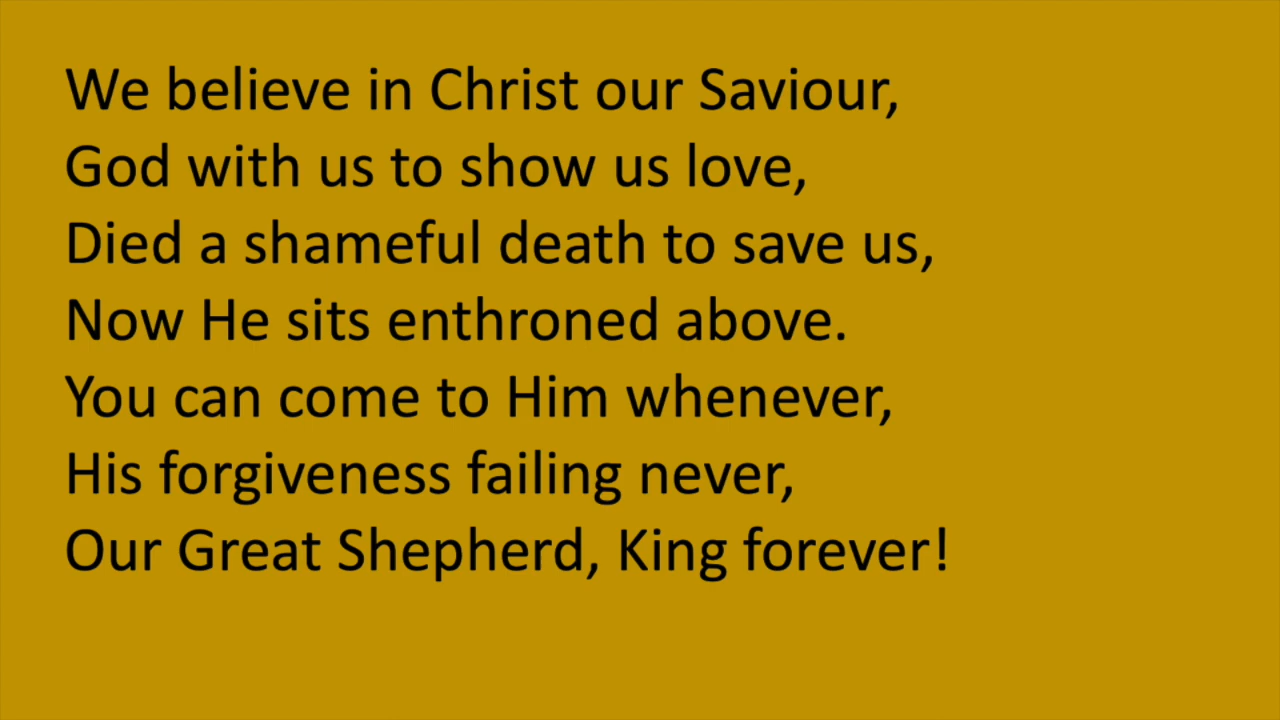 We believe in Christ our Saviour,
God with us to show us love,
Died a shameful death to save us,
Now He sits enthroned above.
You can come to Him whenever,
His forgiveness failing never,
Our Great Shepherd, King forever!